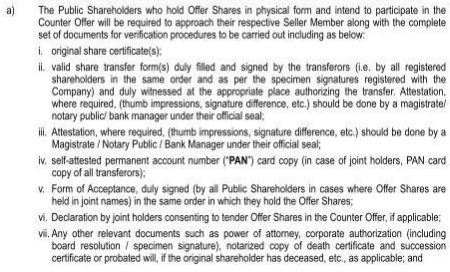 a) The Public Shareholders who hold Offer Shares in physical form and intend to participate in the
Counter Offer will be required to approach their respective Seller Member along with the complete
set of documents for verification procedures to be carried out including as below:
i. original share certificate(s);
ii. valid share transfer form(s) duly filled and signed by the transferors (i.e. by all registered
shareholders in the same order and as per the specimen signatures registered with the
Company) and duly witnessed at the appropriate place authorizing the transfer. Attestation,
where required, (thumb impressions, signature difference, etc.) should be done by a magistrate/
notary public/ bank manager under their official seal;
iii. Attestation, where required, (thumb impressions, signature difference, etc.) should be done by a
Magistrate / Notary Public / Bank Manager under their official seal;
iv. self-attested permanent account number ("PAN") card copy (in case of joint holders, PAN card
copy of all transferors);
v. Form of Acceptance, duly signed (by all Public Shareholders in cases where Offer Shares are
held in joint names) in the same order in which they hold the Offer Shares;
vi. Declaration by joint holders consenting to tender Offer Shares in the Counter Offer, if applicable;
vii. Any other relevant documents such as power of attorney, corporate authorization (including
board resolution / specimen signature), notarized copy of death certificate and succession
certificate or probated will, if the original shareholder has deceased, etc., as applicable; and